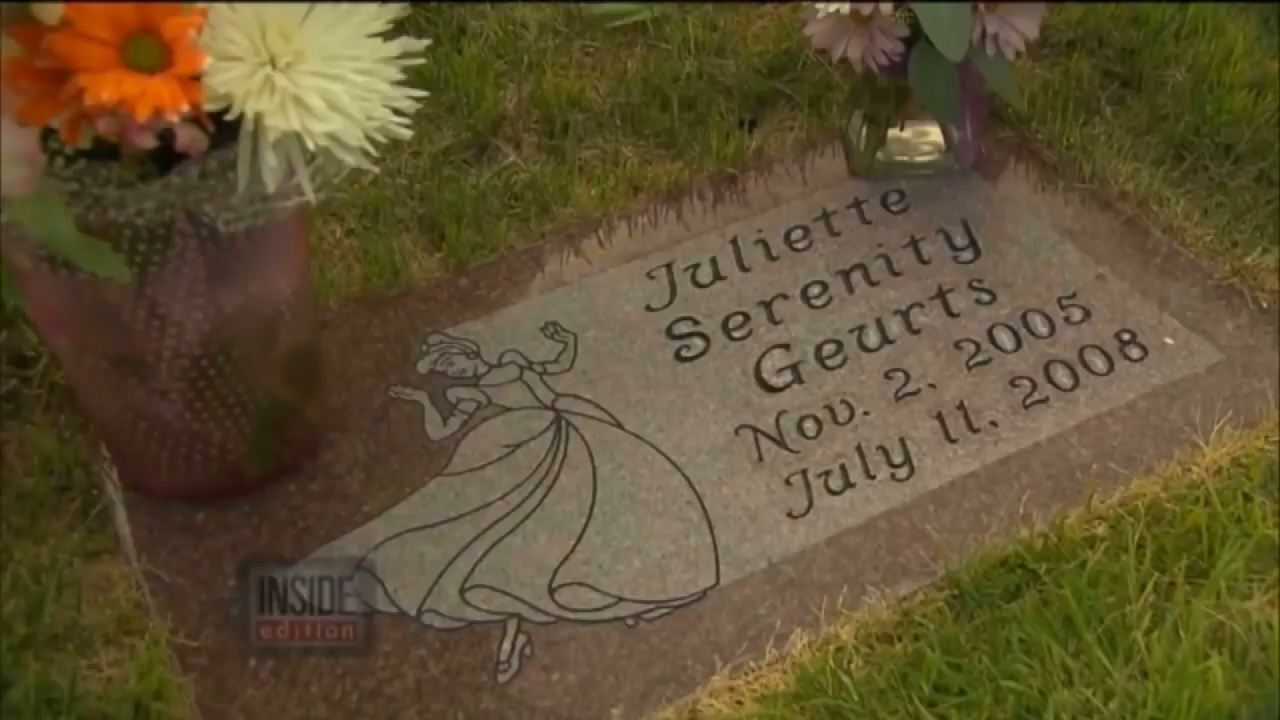 Juliette
Serenity
Geurts
Nov. 2, 2005
July 11, 2008
INSIDE
edition